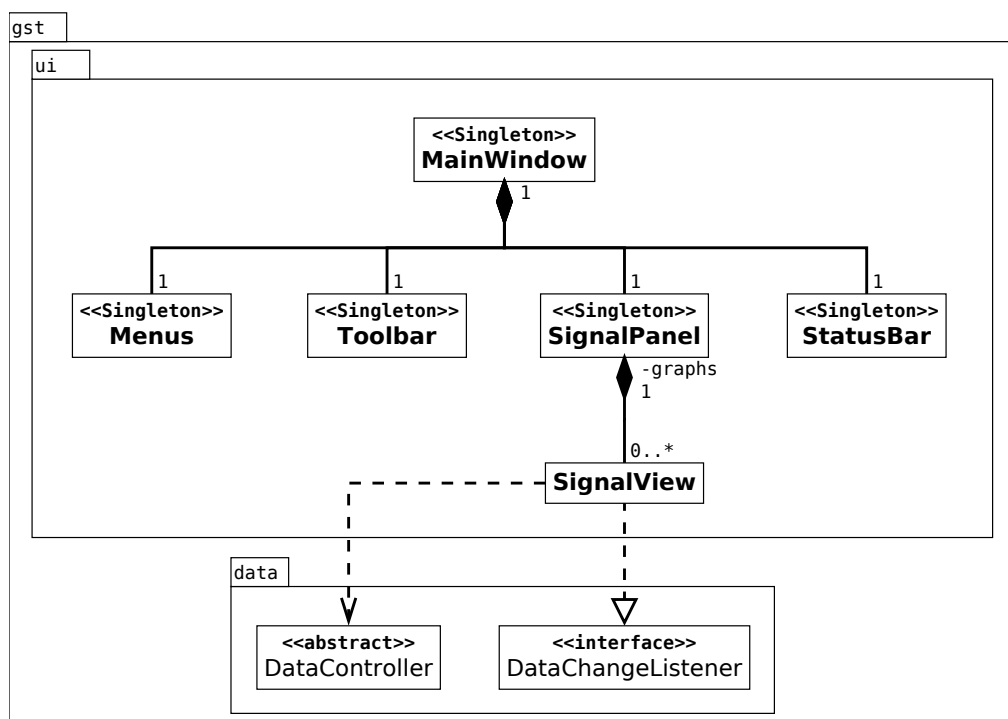 gst
ui
<<Singleton>>
MainWindow
1
1
1
1
1
<<Singleton>>
Menus
<<Singleton>>
Toolbar
<<Singleton>>
SignalPanel
<<Singleton>>
StatusBar
-graphs
1
0..*
SignalView
data
<<abstract>>
DataController
<<interface>>
DataChangeListener